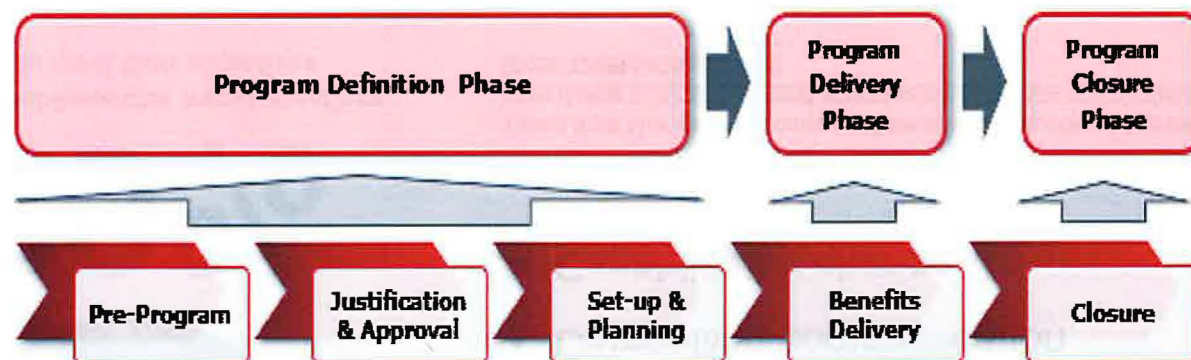 Program Definition Phase
Program
Delivery
Phase
Program
Closure
Phase
Pre-Program
Justification
& Approval
Set-up &
Planning
Benefits
Delivery
Closure